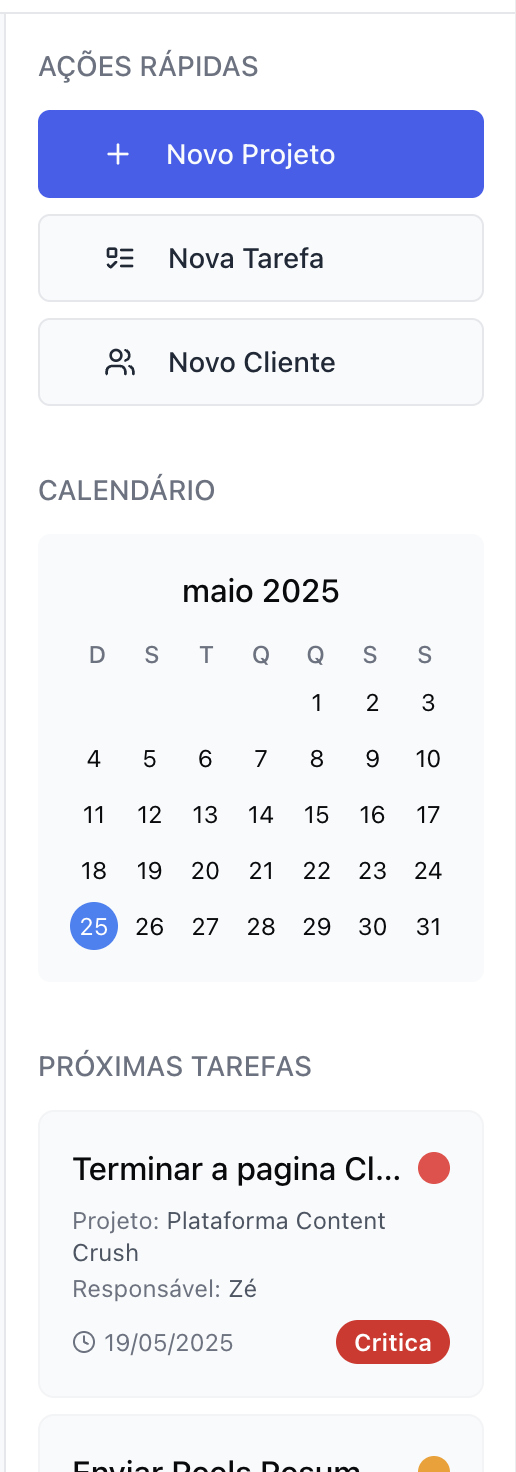 AÇÕES RÁPIDAS
Novo Projeto
Nova Tarefa
Novo Cliente
CALENDÁRIO
maio 2025
D S T Q Q S S
1 2 3
4 5 6 7 8 9 10
11 12 13 14 15 16 17
18 19 20 21 22 23 24
25 26 27 28 29 30 31
PRÓXIMAS TAREFAS
Terminar a pagina Cl...
Projeto: Plataforma Content
Crush
Responsável: Zé
19/05/2025 Critica
Enviar Reels Resum